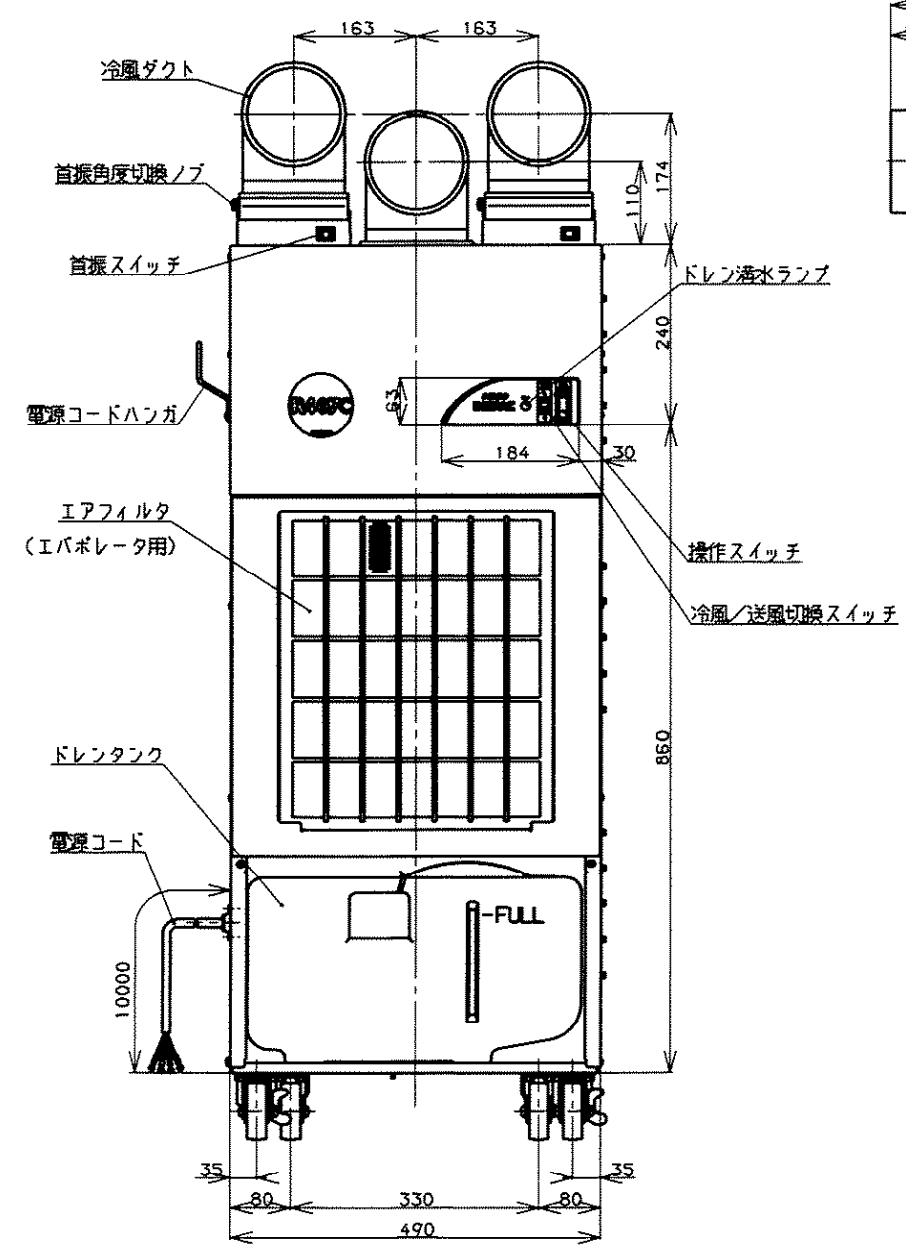 163
163
冷風ダクト
首振角度切換ノブ
174
110
首振スイッチ
ドレン満水ランプ
240
63
電源コードハンガ
184
30
エアフィルタ
(エバポレータ用)
操作スイッチ
冷風/送風切換スイッチ
860
ドレンタンク
電源コード
-FULL
10000
35
35
80
330
80
490